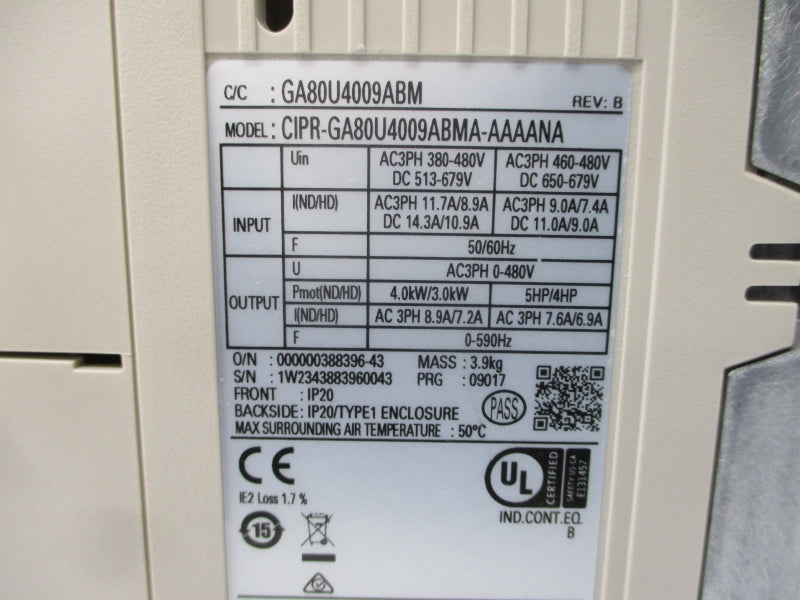 C/C : GA80U4009ABM
REV: B
MODEL: CIPR-GA80U4009ABMA-AAAANA
Uin AC3PH 380-480V AC3PH 460-480V
DC 513-679V DC 650-679V
INPUT I(ND/HD) AC3PH 11.7A/8.9A AC3PH 9.0A/7.4A
DC 14.3A/10.9A DC 11.0A/9.0A
F 50/60Hz
OUTPUT U AC3PH 0-480V
Pmot(ND/HD) 4.0kW/3.0kW 5HP/4HP
I(ND/HD) AC 3PH 8.9A/7.2A AC 3PH 7.6A/6.9A
F 0-590Hz
O/N : 000000388396-43 MASS : 3.9kg
S/N : 1W2343883960043 PRG : 09017
FRONT : IP20
BACKSIDE: IP20/TYPE1 ENCLOSURE
PASS
MAX SURROUNDING AIR TEMPERATURE : 50°C
CE
IE2 Loss 1.7 %
15
UL
CERTIFIED
SAFETY US CA
E131457
IND.CONT.EQ.
B